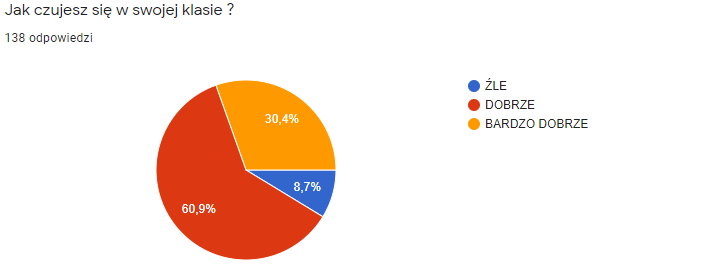 Jak czujesz się w swojej klasie ?
138 odpowiedzi
ŹLE
DOBRZE
BARDZO DOBRZE
30,4%
8,7%
60,9%